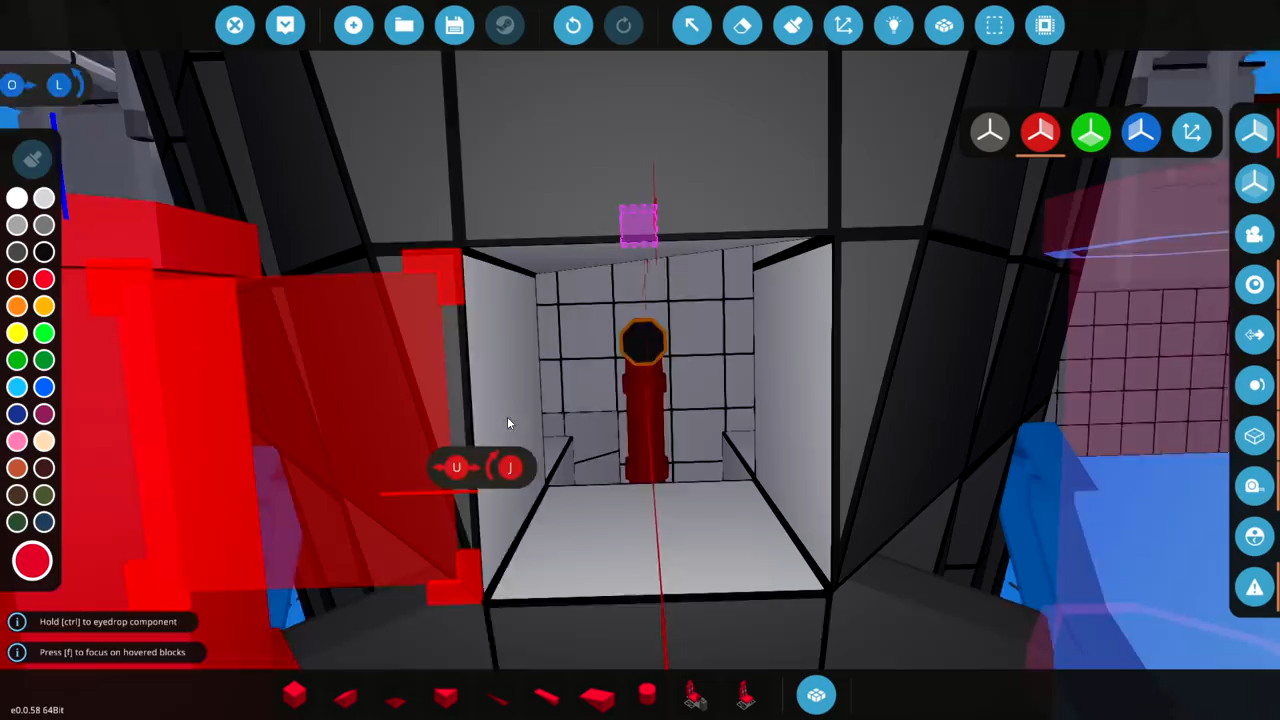 O L
U J
Hold [ctrl] to eyedrop component
Press [f] to focus on hovered blocks
e0.0.58 64Bit